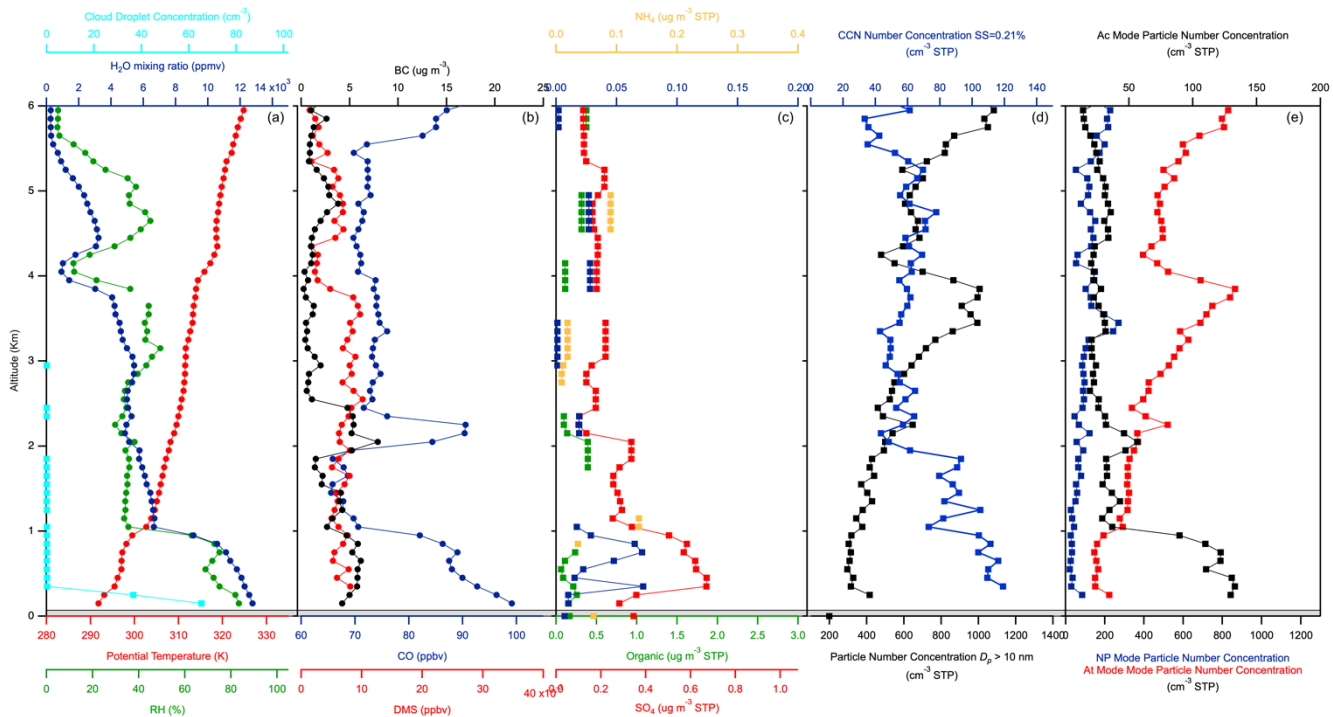 Cloud Droplet Concentration (cm⁻³)
0 20 40 60 80 100
H₂O mixing ratio (ppmv)
0 2 4 6 8 10 12 14 x10³
(a)
6
5
4
3
2
1
0
Altitude (Km)
280 290 300 310 320 330
Potential Temperature (K)
0 20 40 60 80 100
RH (%)
BC (ug m⁻³)
0 5 10 15 20 25
(b)
60 70 80 90 100
CO (ppbv)
0 10 20 30 40 x10
DMS (ppbv)
NH₄ (ug m⁻³ STP)
0.0 0.1 0.2 0.3 0.4
0.00 0.05 0.10 0.15 0.20
(c)
0.0 0.5 1.0 1.5 2.0 2.5 3.0
Organic (ug m⁻³ STP)
0.0 0.2 0.4 0.6 0.8 1.0
SO₄ (ug m⁻³ STP)
CCN Number Concentration SS=0.21%
(cm⁻³ STP)
0 20 40 60 80 100 120 140
(d)
200 400 600 800 1000 1200 1400
Particle Number Concentration Dₚ > 10 nm
(cm⁻³ STP)
Ac Mode Particle Number Concentration
(cm⁻³ STP)
50 100 150 200
(e)
0 200 400 600 800 1000 1200
NP Mode Particle Number Concentration
At Mode Mode Particle Number Concentration
(cm⁻³ STP)